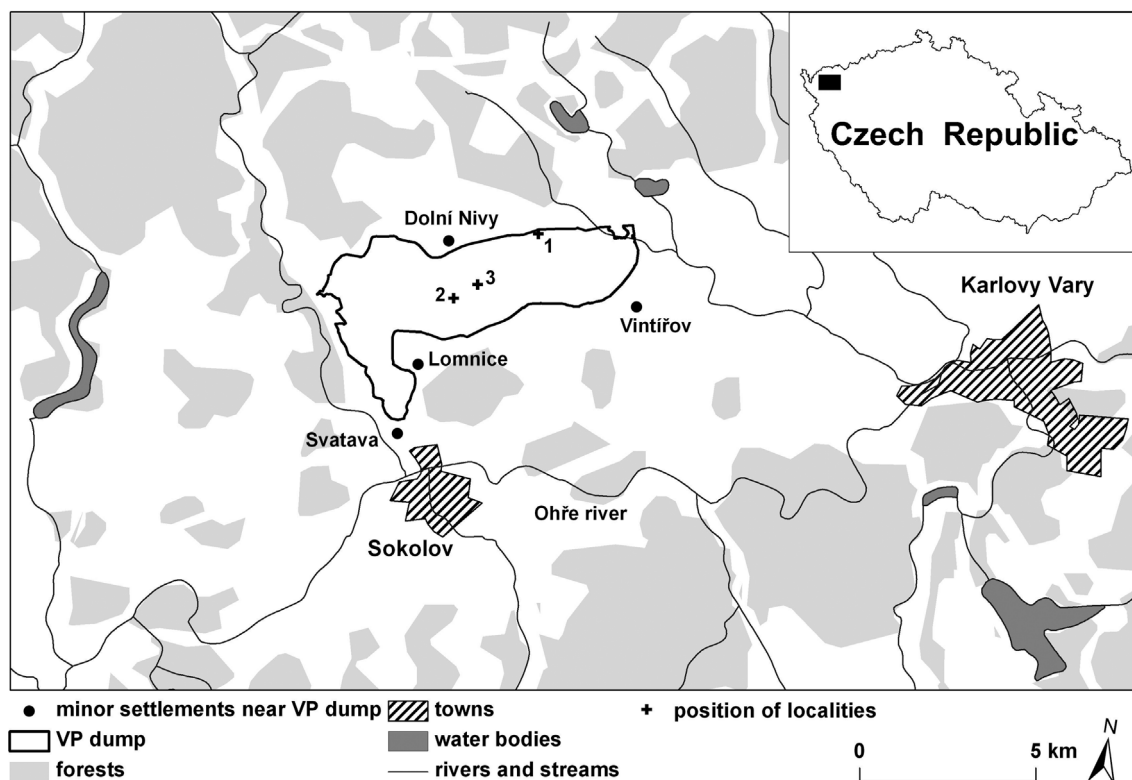 Czech Republic
Dolní Nivy
1
3
2
Karlovy Vary
Vintířov
Lomnice
Svatava
Ohře river
Sokolov
minor settlements near VP dump
towns
position of localities
VP dump
water bodies
forests
rivers and streams
0
5 km
N